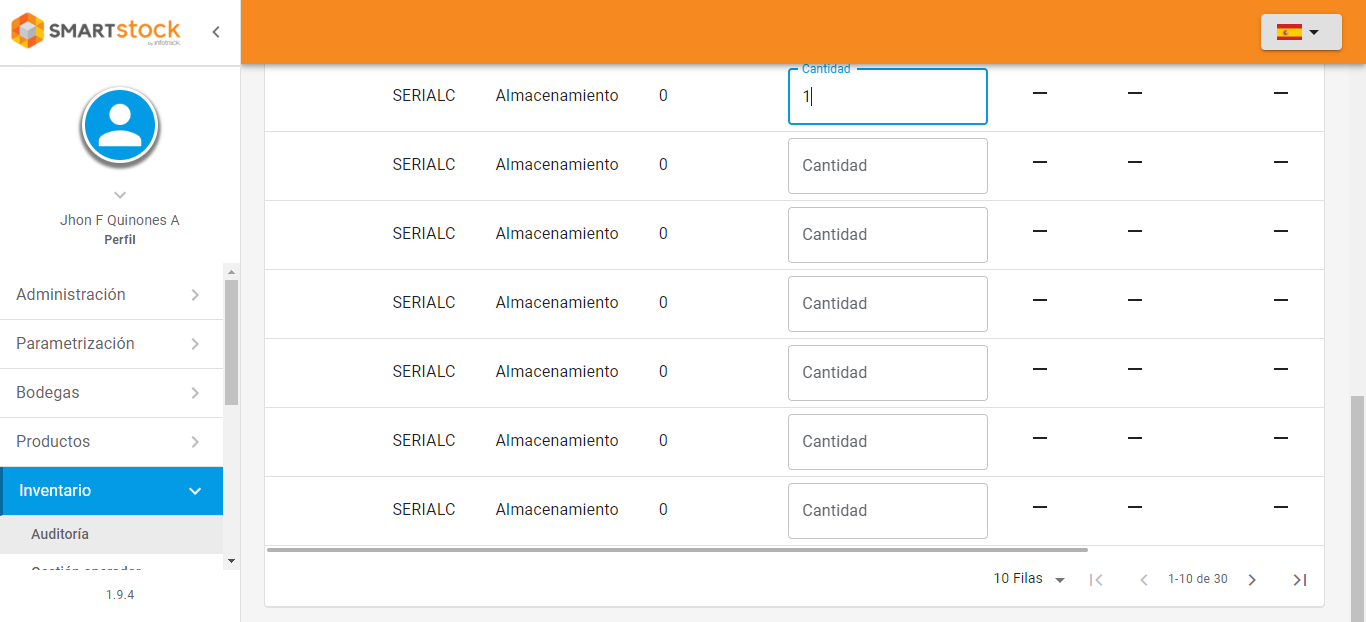 SMARTstock
by infotrack.
Jhon F Quinones A
Perfil
Administración
Parametrización
Bodegas
Productos
Inventario
Auditoría
Gestión operador
1.9.4
Cantidad
SERIALC Almacenamiento 0 1 — — —
SERIALC Almacenamiento 0 Cantidad — — —
SERIALC Almacenamiento 0 Cantidad — — —
SERIALC Almacenamiento 0 Cantidad — — —
SERIALC Almacenamiento 0 Cantidad — — —
SERIALC Almacenamiento 0 Cantidad — — —
SERIALC Almacenamiento 0 Cantidad — — —
10 Filas 1-10 de 30